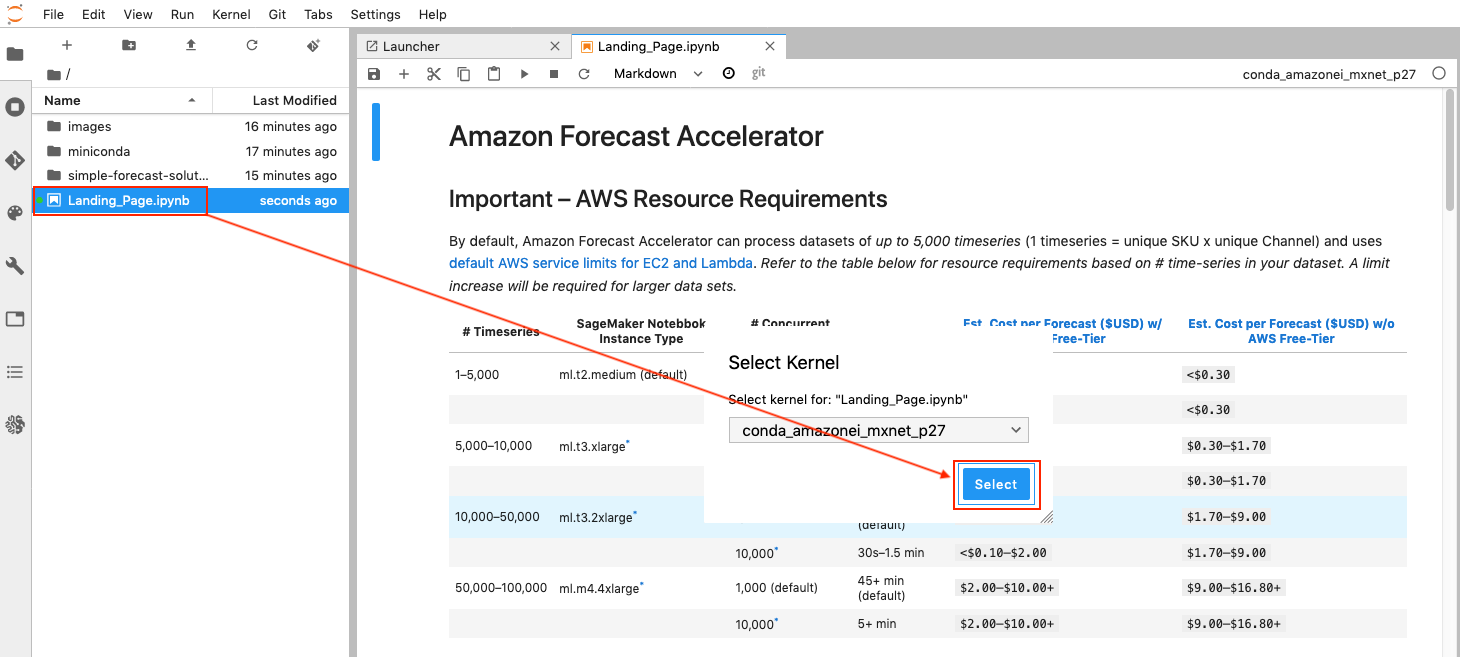 File Edit View Run Kernel Git Tabs Settings Help
Launcher
Landing_Page.ipynb
/
Markdown
git
conda_amazonei_mxnet_p27
Name Last Modified
images 16 minutes ago
miniconda 17 minutes ago
simple-forecast-solut... 15 minutes ago
Landing_Page.ipynb seconds ago
Amazon Forecast Accelerator
Important – AWS Resource Requirements
By default, Amazon Forecast Accelerator can process datasets of up to 5,000 timeseries (1 timeseries = unique SKU x unique Channel) and uses
default AWS service limits for EC2 and Lambda. Refer to the table below for resource requirements based on # time-series in your dataset. A limit
increase will be required for larger data sets.
# Timeseries
SageMaker Notebook
Instance Type
# Concurrent
Est. Cost per Forecast ($USD) w/
Free-Tier
Est. Cost per Forecast ($USD) w/o
AWS Free-Tier
1–5,000 ml.t2.medium (default) <$0.30
<$0.30
5,000–10,000 ml.t3.xlarge* $0.30–$1.70
$0.30–$1.70
10,000–50,000 ml.t3.2xlarge* (default) $1.70–$9.00
10,000* 30s–1.5 min <$0.10–$2.00 $1.70–$9.00
50,000–100,000 ml.m4.4xlarge* 1,000 (default) 45+ min
(default) $2.00–$10.00+ $9.00–$16.80+
10,000* 5+ min $2.00–$10.00+ $9.00–$16.80+
Select Kernel
Select kernel for: "Landing_Page.ipynb"
conda_amazonei_mxnet_p27
Select